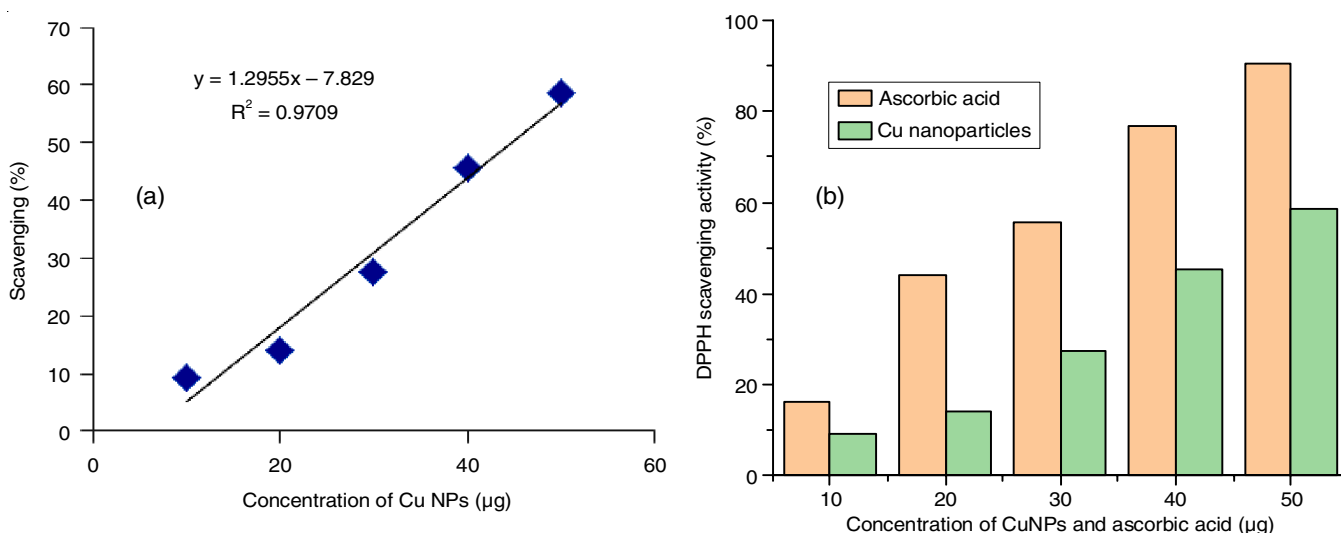 70
60
50
40
30
20
10
0
Scavenging (%)
y = 1.2955x – 7.829
R² = 0.9709
(a)
0 20 40 60
Concentration of Cu NPs (µg)
100
80
60
40
20
0
DPPH scavenging activity (%)
Ascorbic acid
Cu nanoparticles
(b)
10 20 30 40 50
Concentration of CuNPs and ascorbic acid (µg)